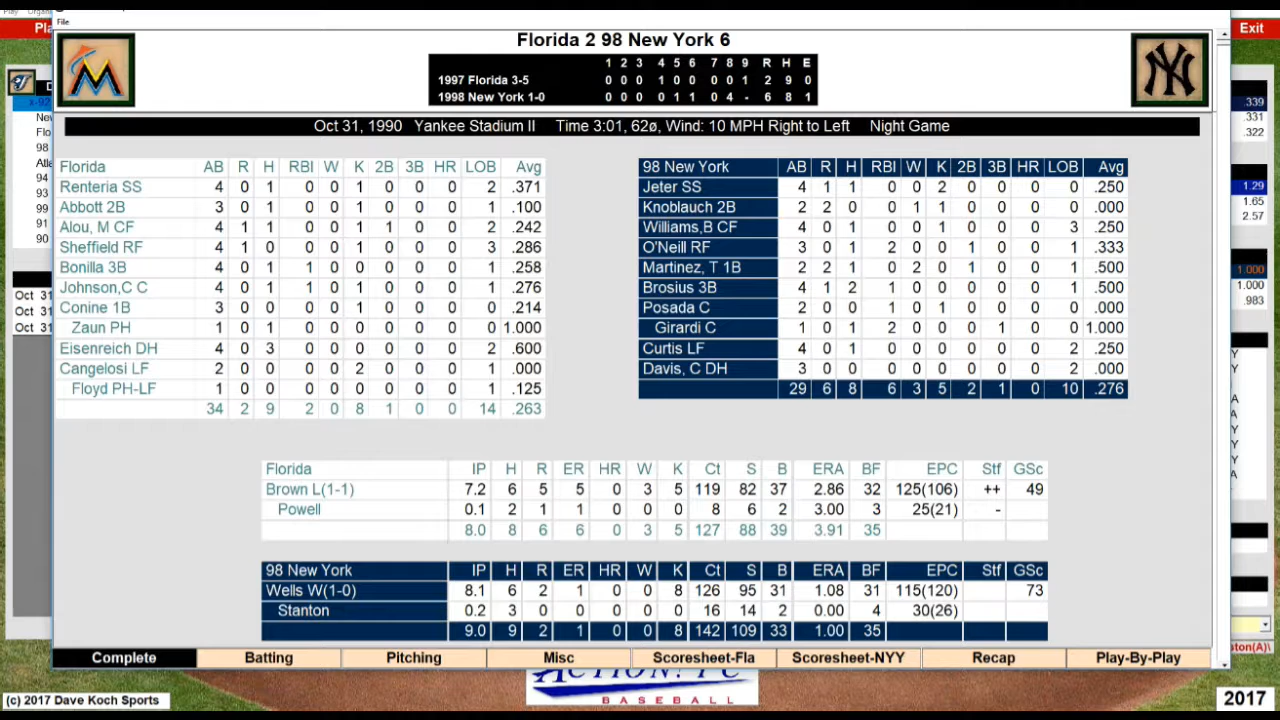 Exit
File
Florida 2 98 New York 6
1 2 3 4 5 6 7 8 9 R H E
1997 Florida 3-5 0 0 0 1 0 0 0 0 1 2 9 0
1998 New York 1-0 0 0 0 0 1 1 0 4 - 6 8 1
Oct 31, 1990 Yankee Stadium II Time 3:01, 62ø, Wind: 10 MPH Right to Left Night Game
Florida AB R H RBI W K 2B 3B HR LOB Avg
Renteria SS 4 0 1 0 0 1 0 0 0 2 .371
Abbott 2B 3 0 1 0 0 1 0 0 0 2 .100
Alou, M CF 4 1 1 0 0 1 1 0 0 2 .242
Sheffield RF 4 1 0 0 0 1 0 0 0 3 .286
Bonilla 3B 4 0 1 1 0 0 0 0 0 1 .258
Johnson,C C 4 0 1 1 0 1 0 0 0 1 .276
Conine 1B 3 0 0 0 0 1 0 0 0 0 .214
Zaun PH 1 0 1 0 0 0 0 0 0 0 1.000
Eisenreich DH 4 0 3 0 0 0 0 0 0 2 .600
Cangelosi LF 2 0 0 0 0 2 0 0 0 1 .000
Floyd PH-LF 1 0 0 0 0 0 0 0 0 1 .125
34 2 9 2 0 8 1 0 0 14 .263
98 New York AB R H RBI W K 2B 3B HR LOB Avg
Jeter SS 4 1 1 0 0 2 0 0 0 0 .250
Knoblauch 2B 2 2 0 0 1 1 0 0 0 0 .000
Williams,B CF 4 0 1 0 0 1 0 0 0 3 .250
O'Neill RF 3 0 1 2 0 0 1 0 0 1 .333
Martinez, T 1B 2 2 1 0 2 0 1 0 0 1 .500
Brosius 3B 4 1 2 1 0 0 0 0 0 1 .500
Posada C 2 0 0 1 0 1 0 0 0 0 .000
Girardi C 1 0 1 2 0 0 0 1 0 0 1.000
Curtis LF 4 0 1 0 0 0 0 0 0 2 .250
Davis, C DH 3 0 0 0 0 0 0 0 0 2 .000
29 6 8 6 3 5 2 1 0 10 .276
Florida IP H R ER HR W K Ct S B ERA BF EPC Stf GSc
Brown L(1-1) 7.2 6 5 5 0 3 5 119 82 37 2.86 32 125(106) ++ 49
Powell 0.1 2 1 1 0 0 0 8 6 2 3.00 3 25(21) -
8.0 8 6 6 0 3 5 127 88 39 3.91 35
98 New York IP H R ER HR W K Ct S B ERA BF EPC Stf GSc
Wells W(1-0) 8.1 6 2 1 0 0 8 126 95 31 1.08 31 115(120) 73
Stanton 0.2 3 0 0 0 0 0 16 14 2 0.00 4 30(26)
9.0 9 2 1 0 0 8 142 109 33 1.00 35
Complete Batting Pitching Misc Scoresheet-Fla Scoresheet-NYY Recap Play-By-Play
BASEBALL
(c) 2017 Dave Koch Sports
2017
Oct 31
Oct 31
Oct 31
.339
.331
.322
1.29
1.65
2.57
1.000
1.000
.983